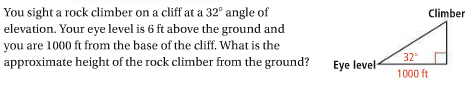 You sight a rock climber on a cliff at a 32° angle of
elevation. Your eye level is 6 ft above the ground and
you are 1000 ft from the base of the cliff. What is the
approximate height of the rock climber from the ground?
Climber
32°
Eye level
1000 ft